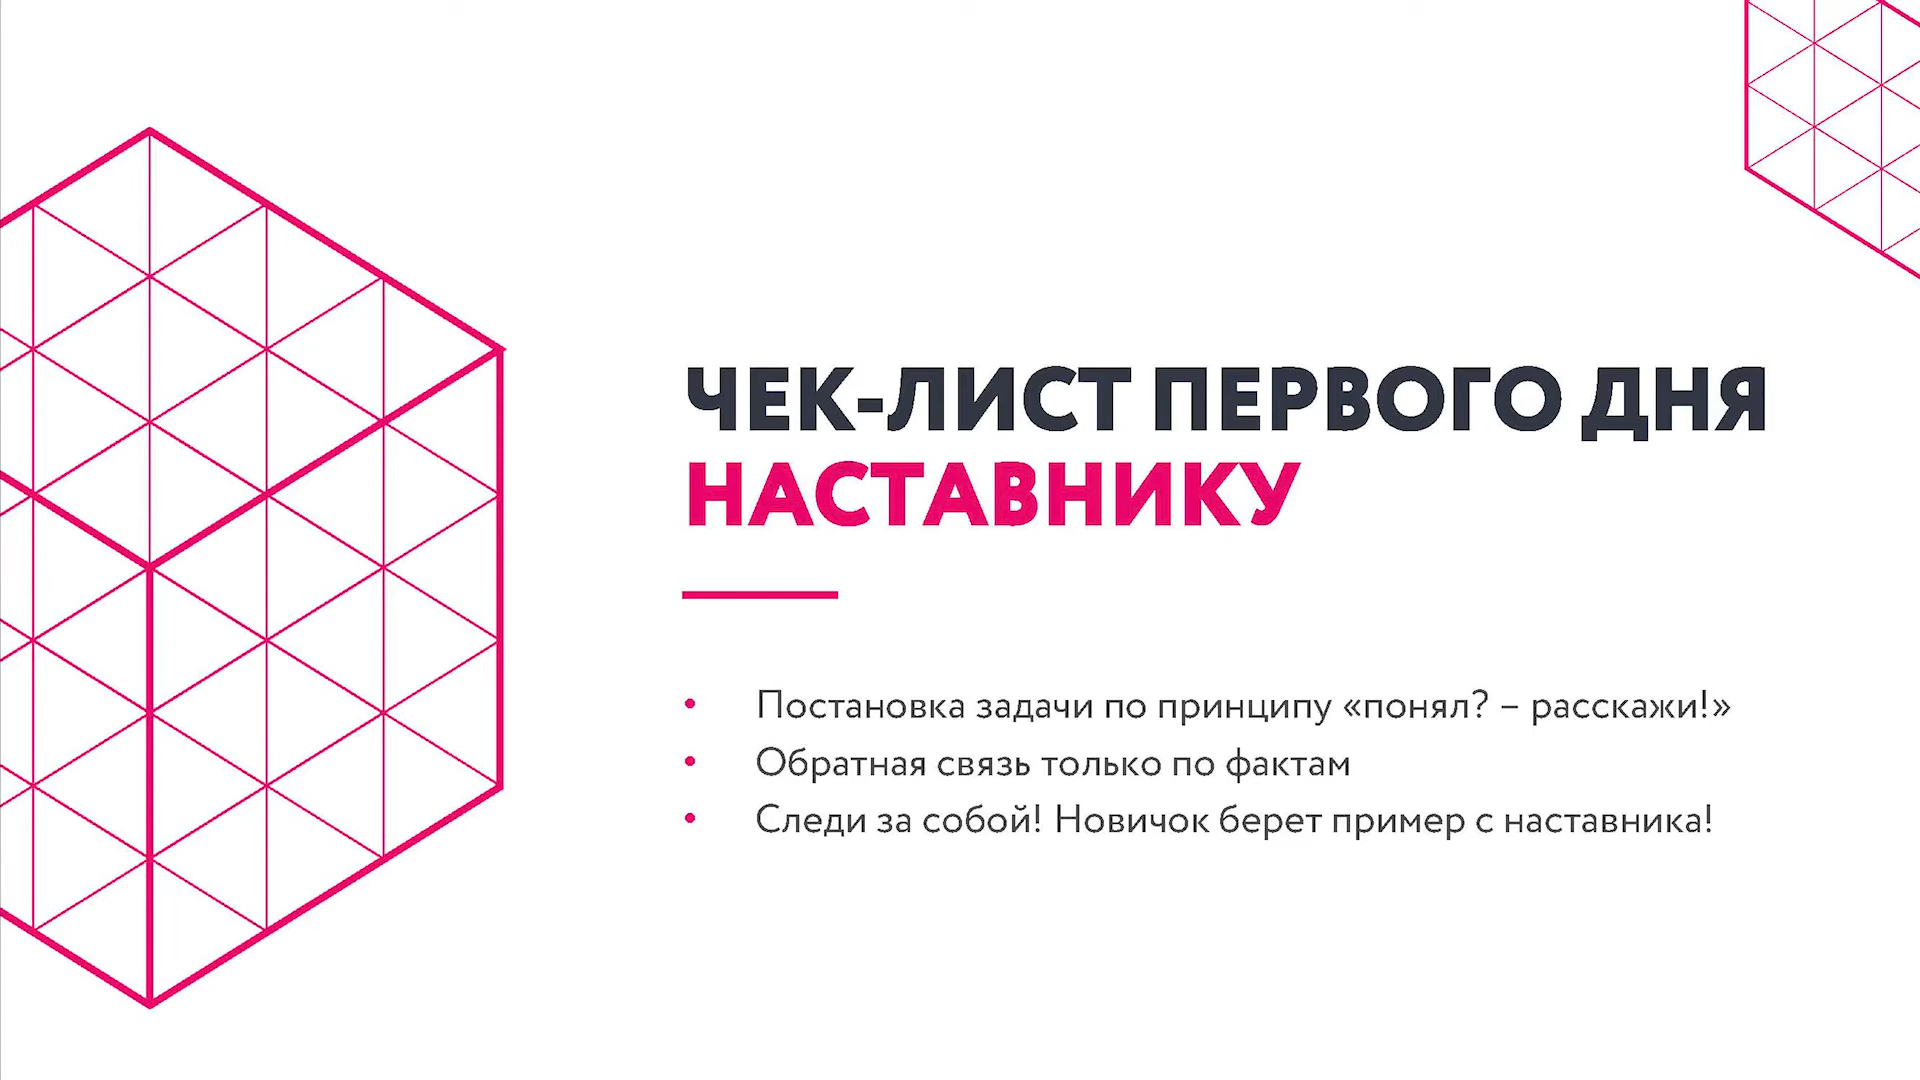 ЧЕК-ЛИСТ ПЕРВОГО ДНЯ
НАСТАВНИКУ
• Постановка задачи по принципу «понял? – расскажи!»
• Обратная связь только по фактам
• Следи за собой! Новичок берет пример с наставника!